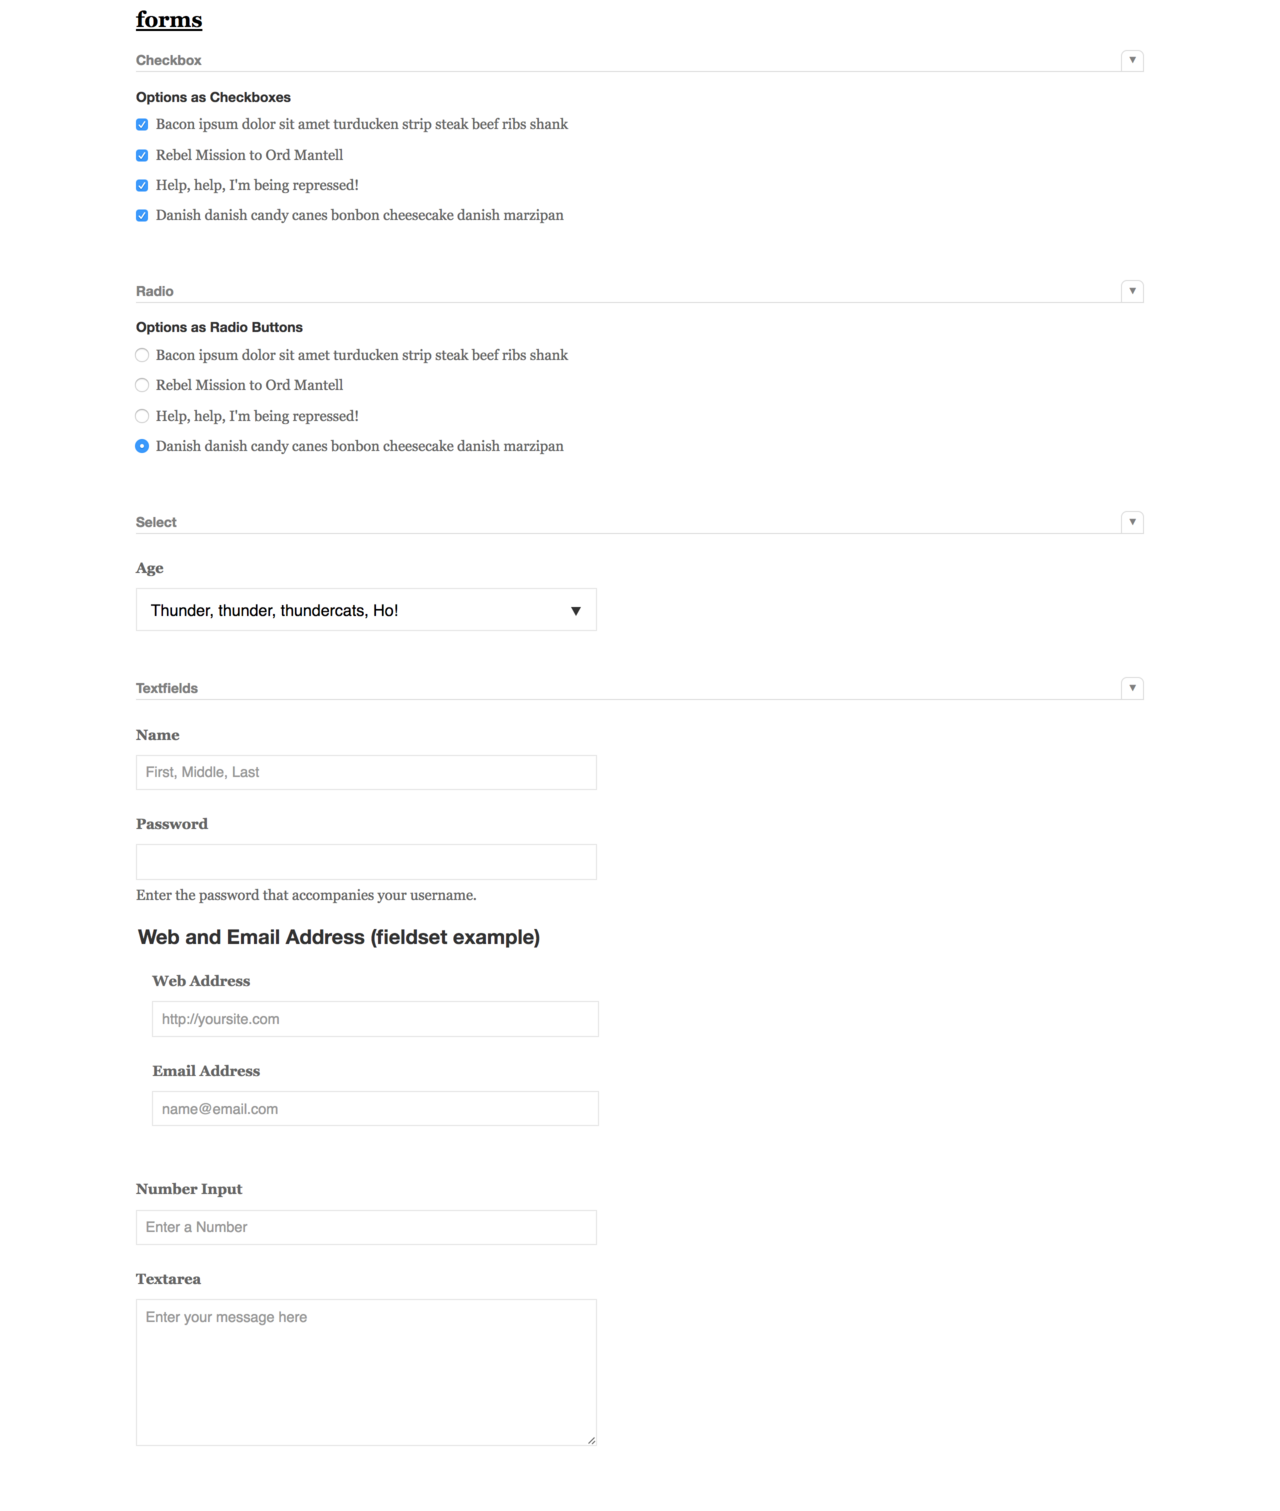 forms
Checkbox
Options as Checkboxes
Bacon ipsum dolor sit amet turducken strip steak beef ribs shank
Rebel Mission to Ord Mantell
Help, help, I'm being repressed!
Danish danish candy canes bonbon cheesecake danish marzipan
Radio
Options as Radio Buttons
Bacon ipsum dolor sit amet turducken strip steak beef ribs shank
Rebel Mission to Ord Mantell
Help, help, I'm being repressed!
Danish danish candy canes bonbon cheesecake danish marzipan
Select
Age
Thunder, thunder, thundercats, Ho!
Textfields
Name
First, Middle, Last
Password
Enter the password that accompanies your username.
Web and Email Address (fieldset example)
Web Address
http://yoursite.com
Email Address
name@email.com
Number Input
Enter a Number
Textarea
Enter your message here